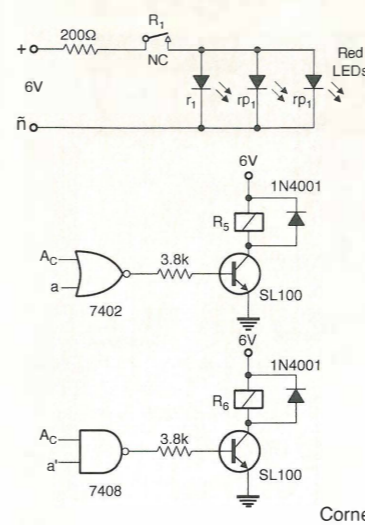 R1
200Ω
+
NC
Red
LEDs
6V
r1
rp1
rp1
ñ
6V
1N4001
R5
AC
3.8k
a
SL100
7402
6V
1N4001
R6
AC
3.8k
a'
SL100
7408
Corne